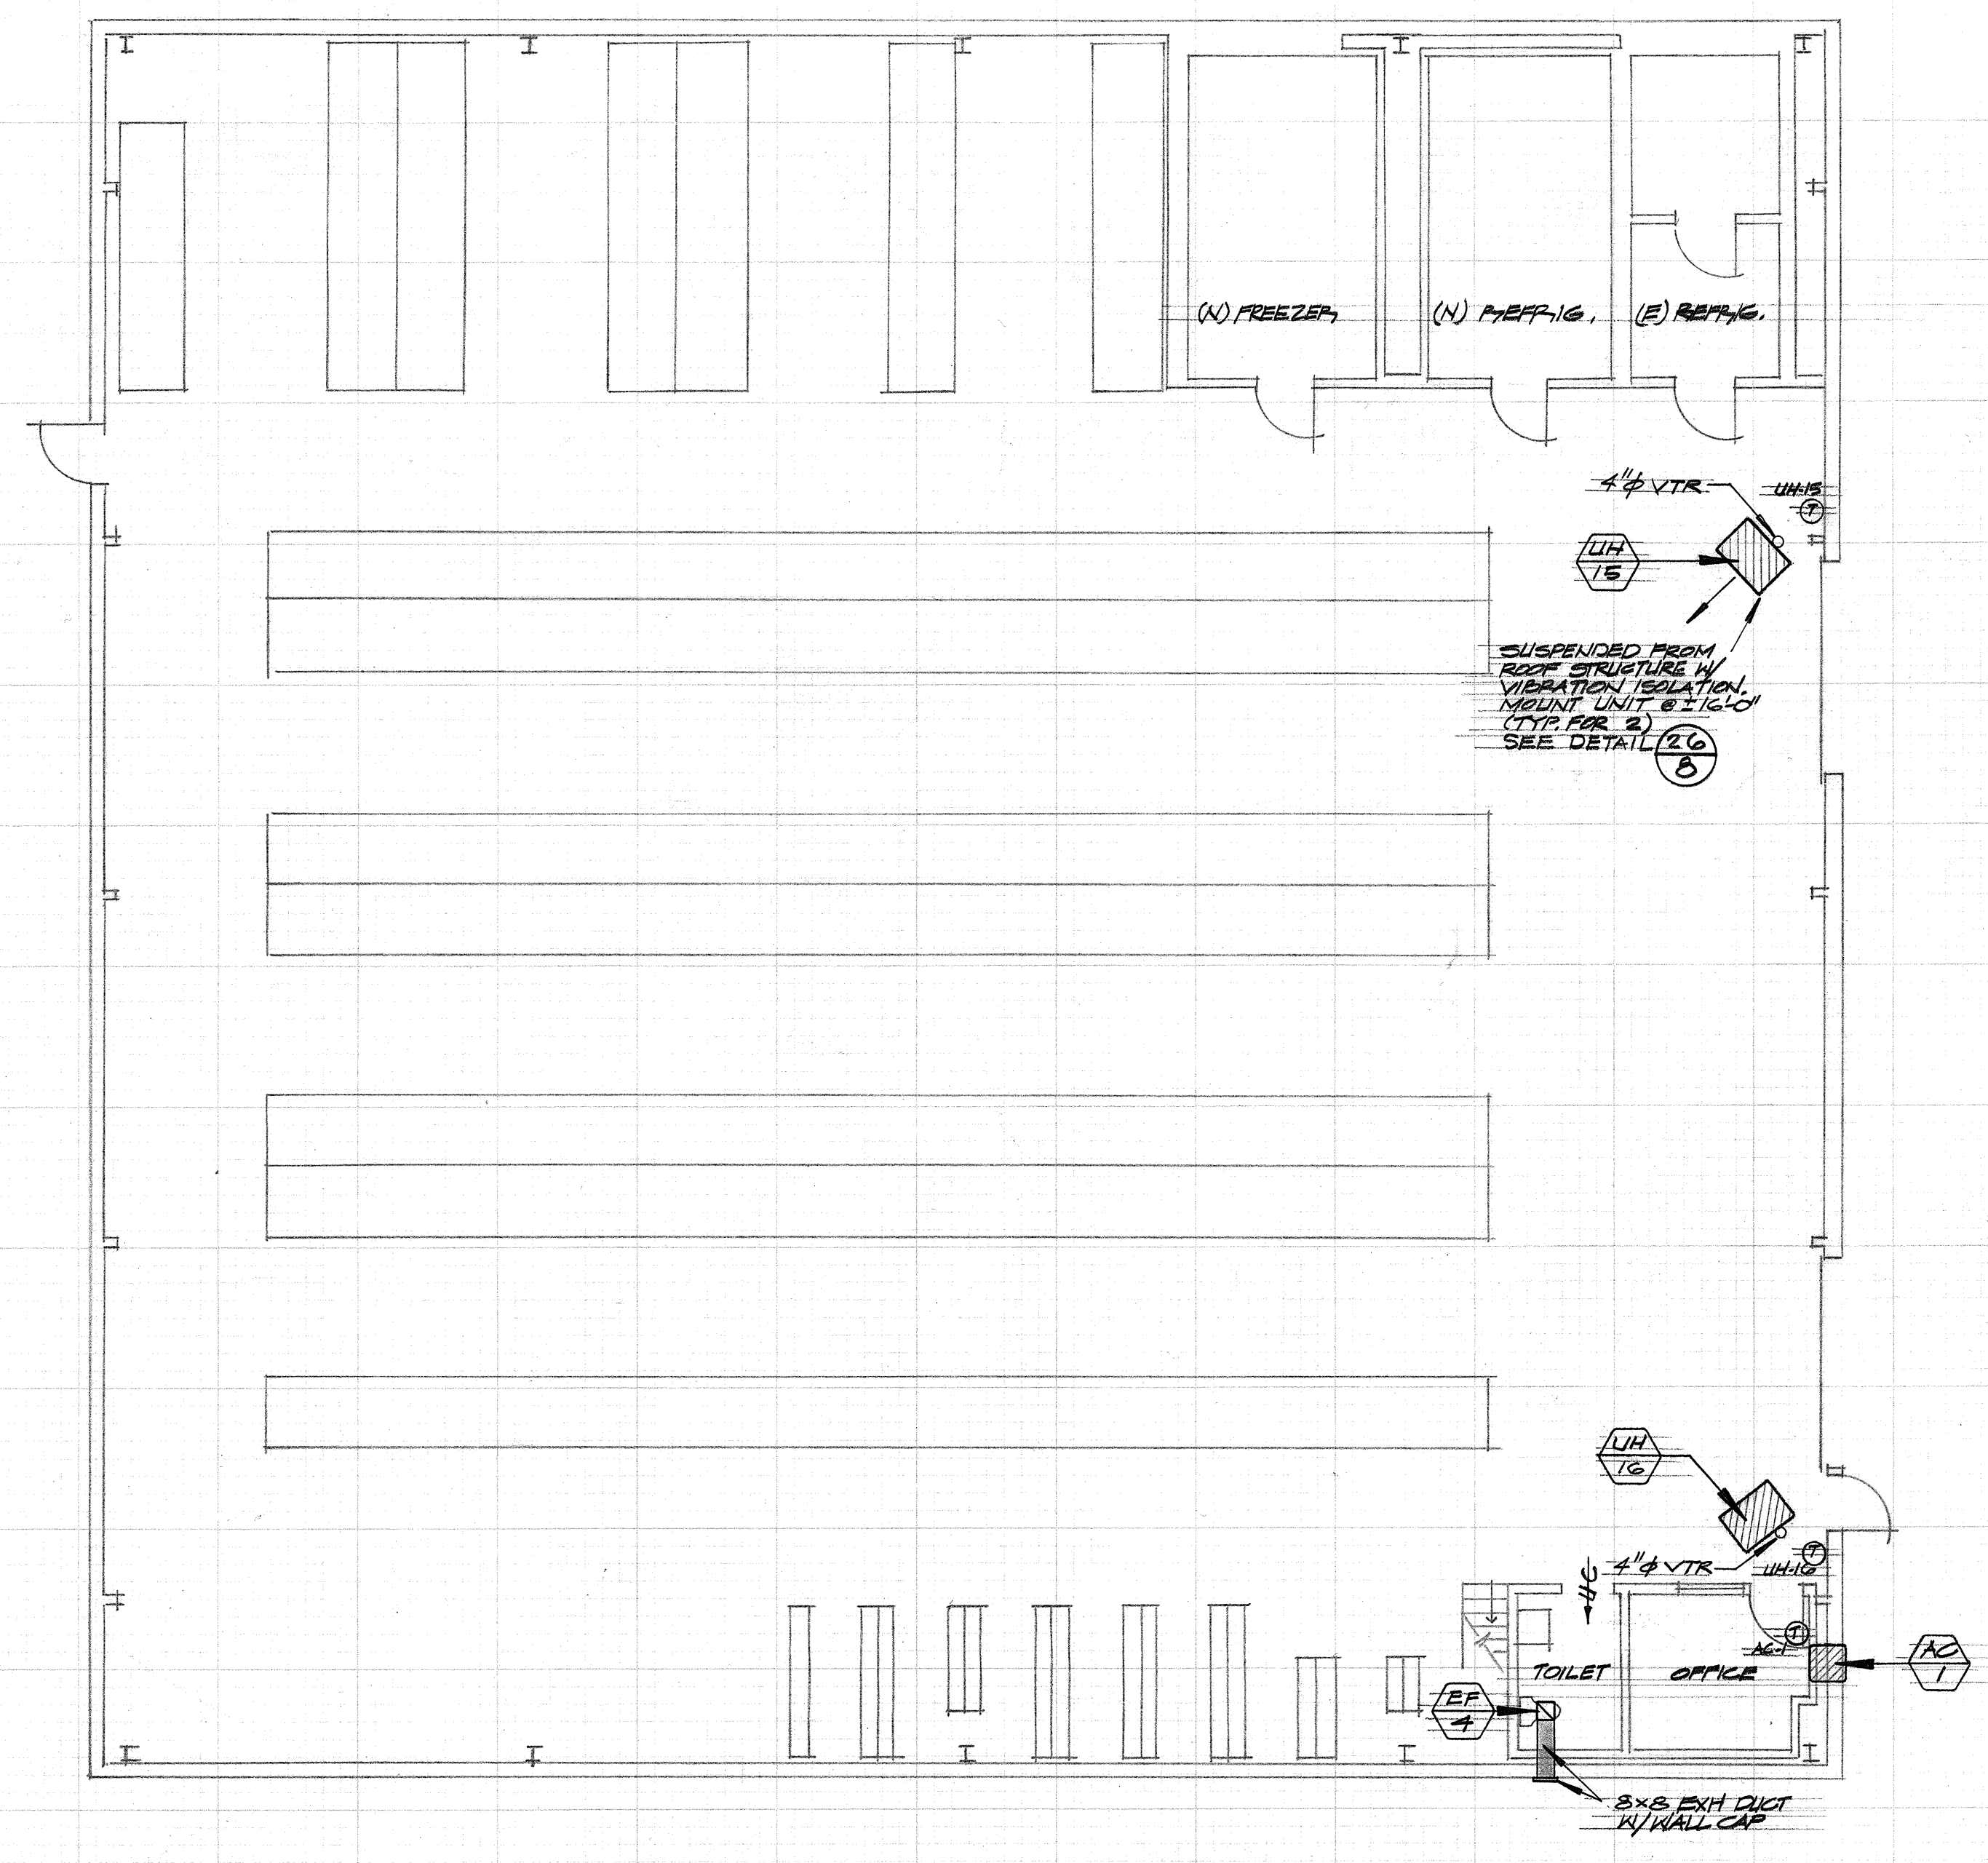 (N) FREEZER
(N) REFRIG.
(E) REFRIG.
4"ø VTR
UH-15
T
UH
15
SUSPENDED FROM
ROOF STRUCTURE W/
VIBRATION ISOLATION.
MOUNT UNIT @ ±16'-0"
(TYP. FOR 2)
SEE DETAIL 26
8
UH
16
4"ø VTR
UH-16
T
UC
T
AC-1
AC
1
TOILET
OFFICE
EF
4
8x8 EXH DUCT
W/ WALL CAP